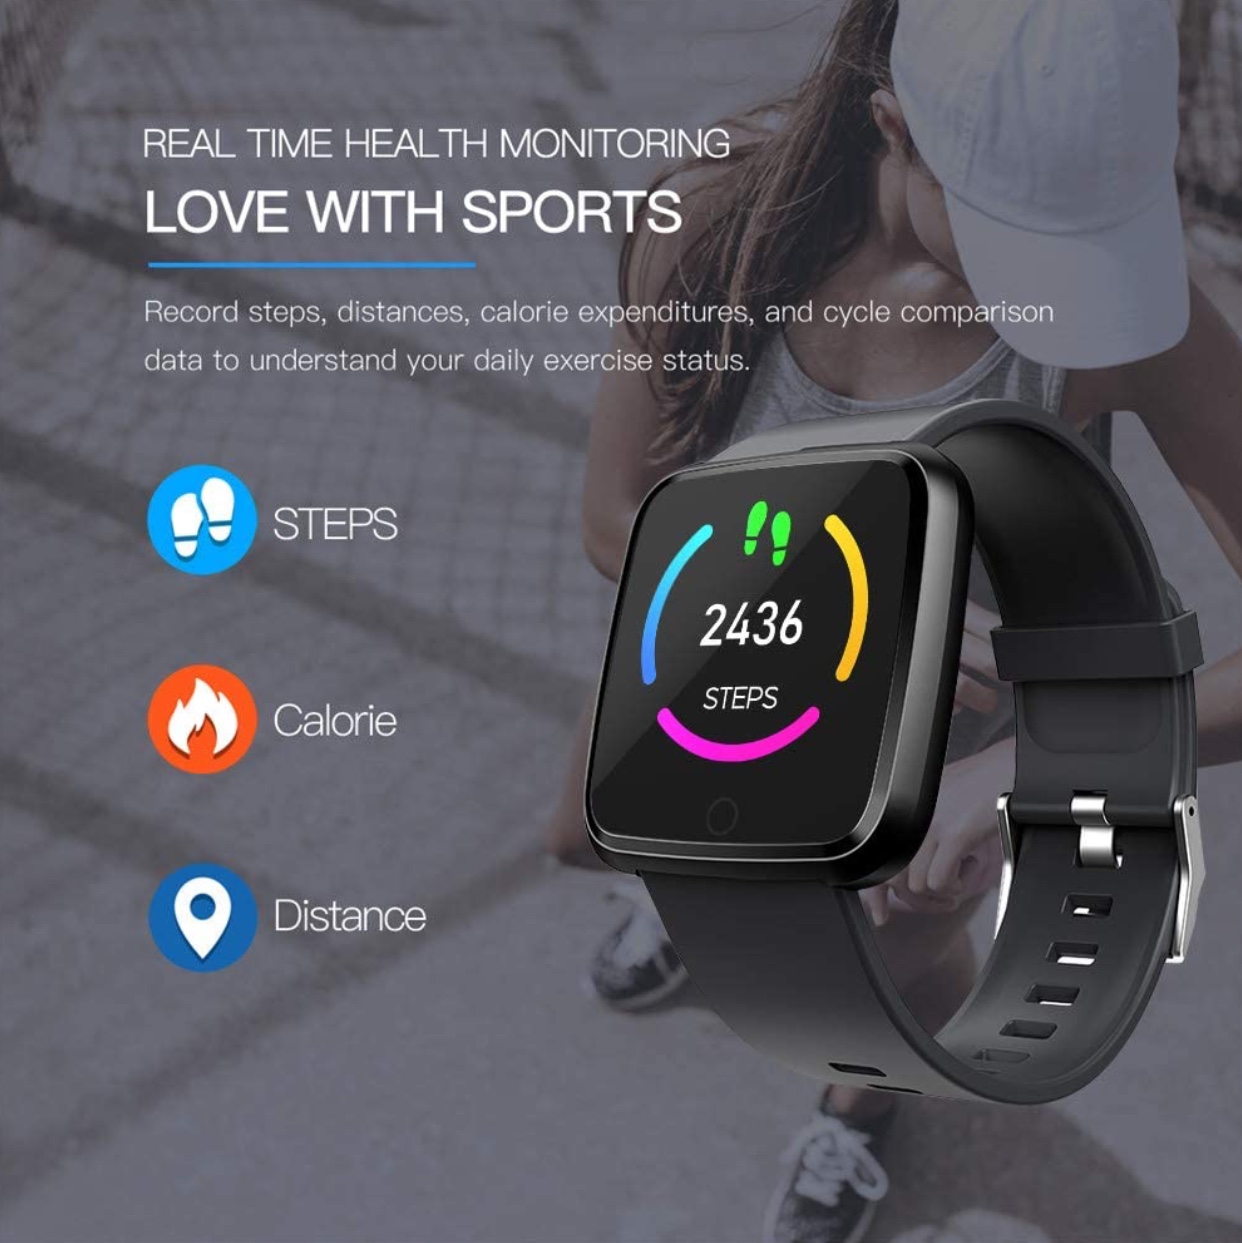 REAL TIME HEALTH MONITORING
LOVE WITH SPORTS
Record steps, distances, calorie expenditures, and cycle comparison
data to understand your daily exercise status.
STEPS
Calorie
Distance
2436
STEPS